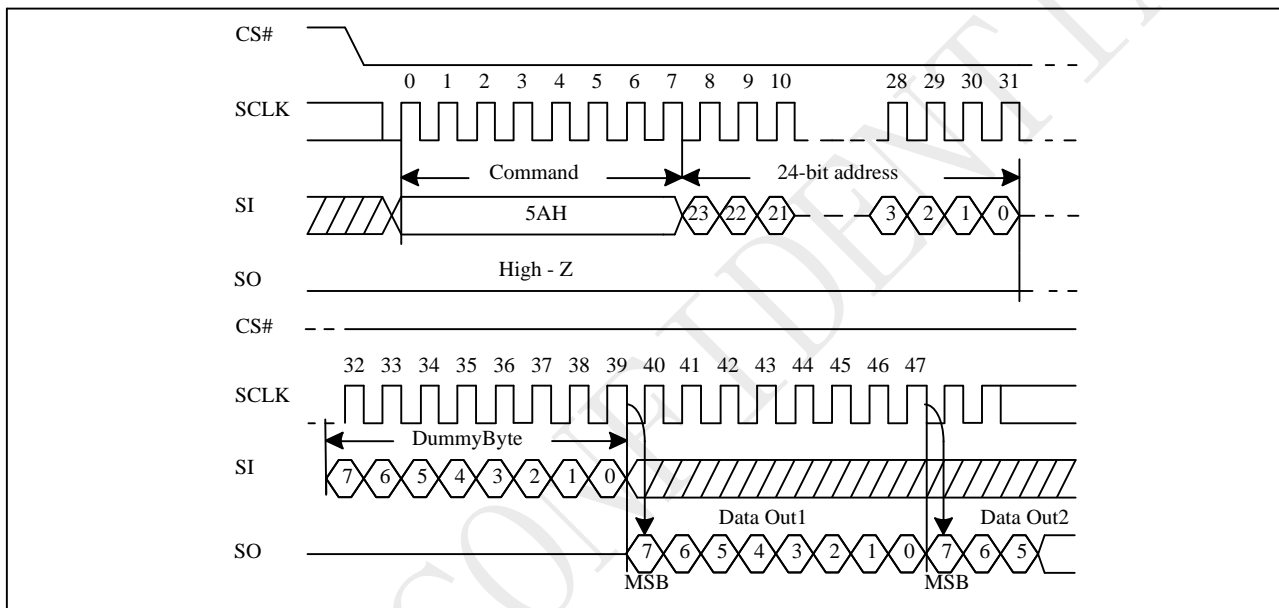 CS#
0 1 2 3 4 5 6 7 8 9 10 28 29 30 31
SCLK
Command 24-bit address
SI 5AH 23 22 21 3 2 1 0
High - Z
SO
CS#
32 33 34 35 36 37 38 39 40 41 42 43 44 45 46 47
SCLK
DummyByte
SI 7 6 5 4 3 2 1 0
Data Out1 Data Out2
SO 7 6 5 4 3 2 1 0 7 6 5
MSB MSB